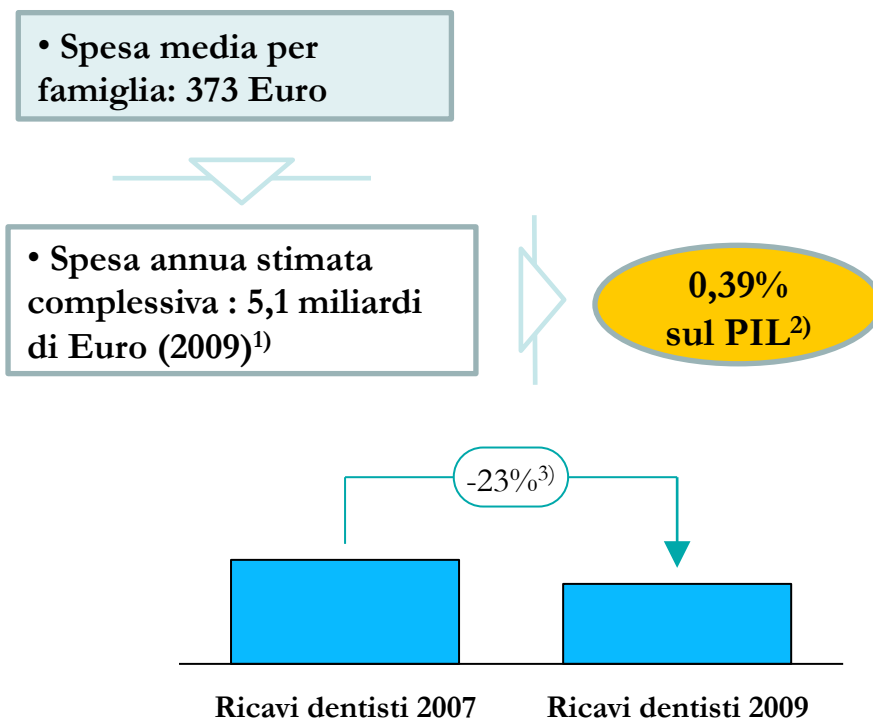 • Spesa media per
famiglia: 373 Euro
• Spesa annua stimata
complessiva : 5,1 miliardi
di Euro (2009)1)
0,39%
sul PIL2)
-23%3)
Ricavi dentisti 2007
Ricavi dentisti 2009